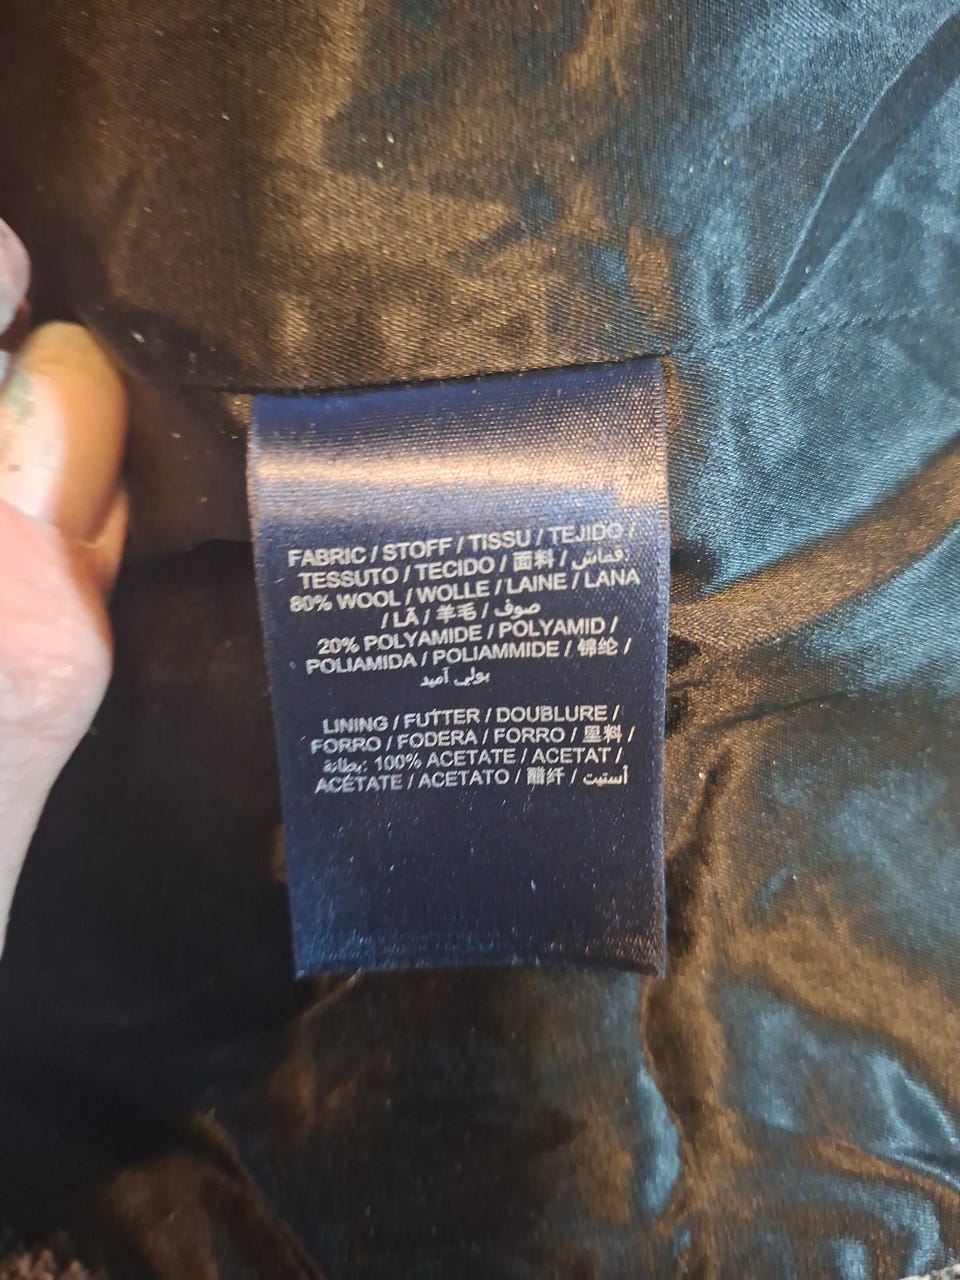 FABRIC / STOFF / TISSU / TEJIDO /
TESSUTO / TECIDO / 面料 / قماش:
80% WOOL / WOLLE / LAINE / LANA
/ LÃ / 羊毛 / صوف
20% POLYAMIDE / POLYAMID /
POLIAMIDA / POLIAMMIDE / 锦纶 /
بولي أميد
LINING / FUTTER / DOUBLURE /
FORRO / FODERA / FORRO / 里料 /
بطانة: 100% ACETATE / ACETAT /
ACÉTATE / ACETATO / 醋纤 / أستيت